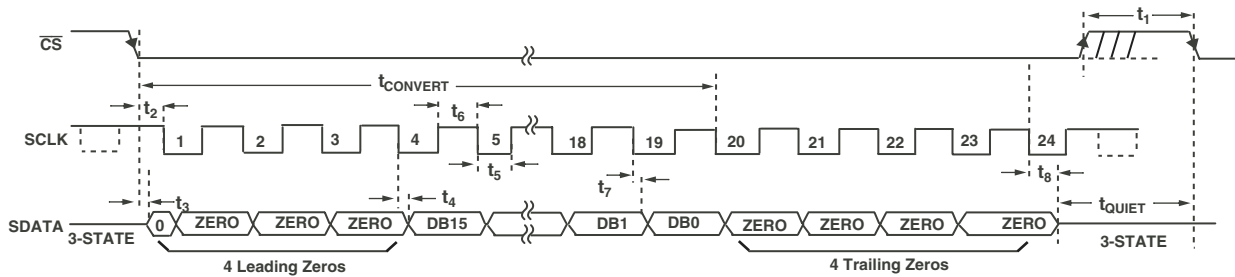 t1
CS
tCONVERT
t2
t6
SCLK
1 2 3 4 5 18 19 20 21 22 23 24
t5
t7
t8
t3
t4
tQUIET
SDATA
0 ZERO ZERO ZERO DB15 DB1 DB0 ZERO ZERO ZERO ZERO
3-STATE
3-STATE
4 Leading Zeros
4 Trailing Zeros